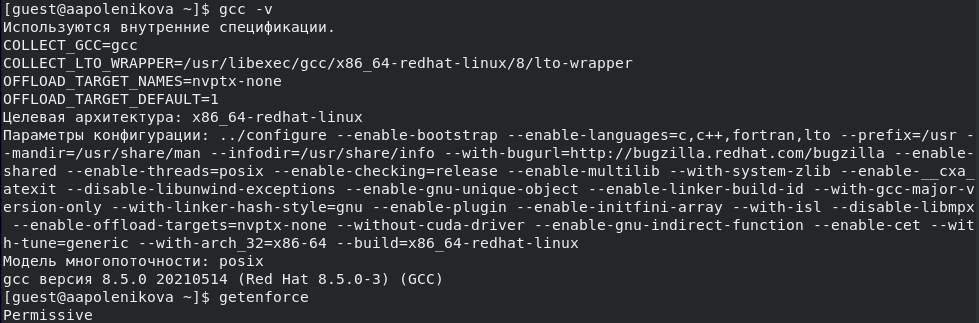 [guest@aapolenikova ~]$ gcc -v
Используются внутренние спецификации.
COLLECT_GCC=gcc
COLLECT_LTO_WRAPPER=/usr/libexec/gcc/x86_64-redhat-linux/8/lto-wrapper
OFFLOAD_TARGET_NAMES=nvptx-none
OFFLOAD_TARGET_DEFAULT=1
Целевая архитектура: x86_64-redhat-linux
Параметры конфигурации: ../configure --enable-bootstrap --enable-languages=c,c++,fortran,lto --prefix=/usr -
-mandir=/usr/share/man --infodir=/usr/share/info --with-bugurl=http://bugzilla.redhat.com/bugzilla --enable-
shared --enable-threads=posix --enable-checking=release --enable-multilib --with-system-zlib --enable-__cxa_
atexit --disable-libunwind-exceptions --enable-gnu-unique-object --enable-linker-build-id --with-gcc-major-v
ersion-only --with-linker-hash-style=gnu --enable-plugin --enable-initfini-array --with-isl --disable-libmpx
 --enable-offload-targets=nvptx-none --without-cuda-driver --enable-gnu-indirect-function --enable-cet --wit
h-tune=generic --with-arch_32=x86-64 --build=x86_64-redhat-linux
Модель многопоточности: posix
gcc версия 8.5.0 20210514 (Red Hat 8.5.0-3) (GCC)
[guest@aapolenikova ~]$ getenforce
Permissive